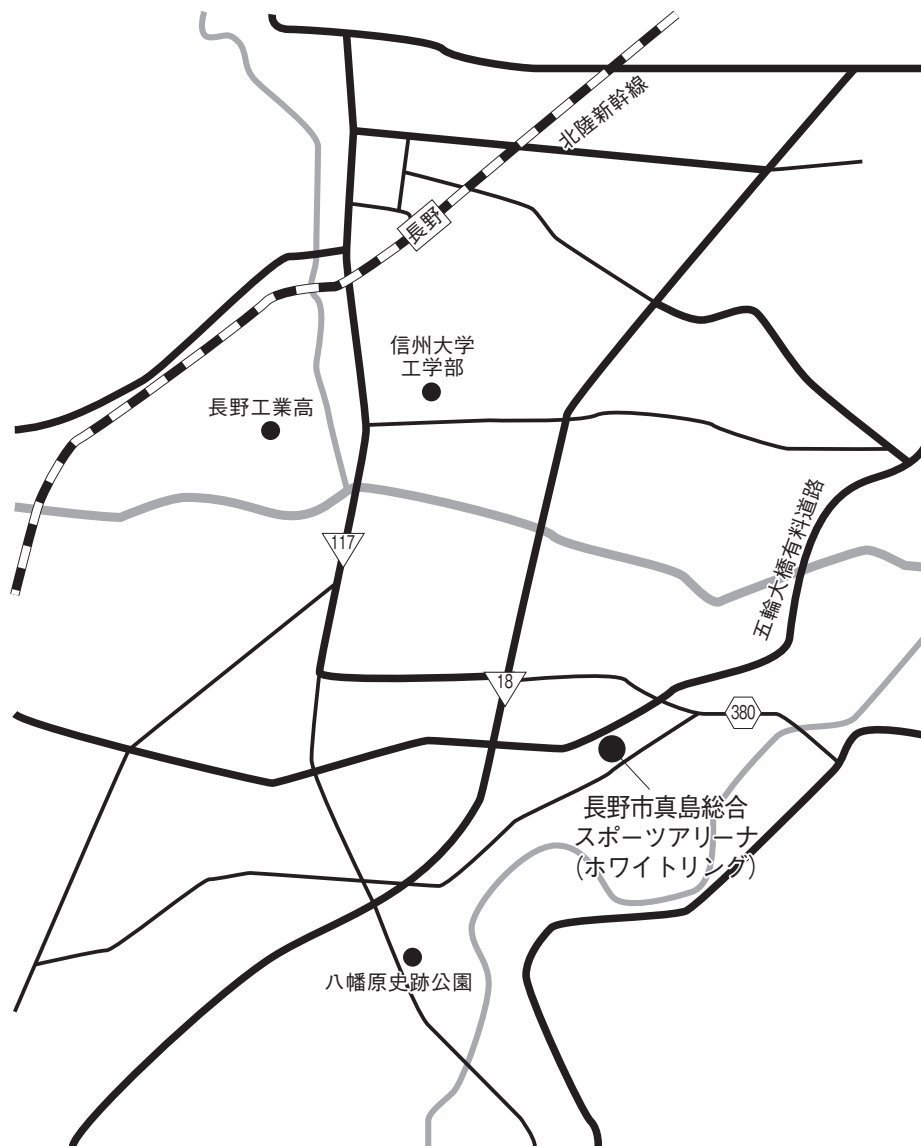 北陸新幹線
長野
信州大学
工学部
長野工業高
五輪大橋有料道路
117
18
380
長野市真島総合
スポーツアリーナ
(ホワイトリング)
八幡原史跡公園